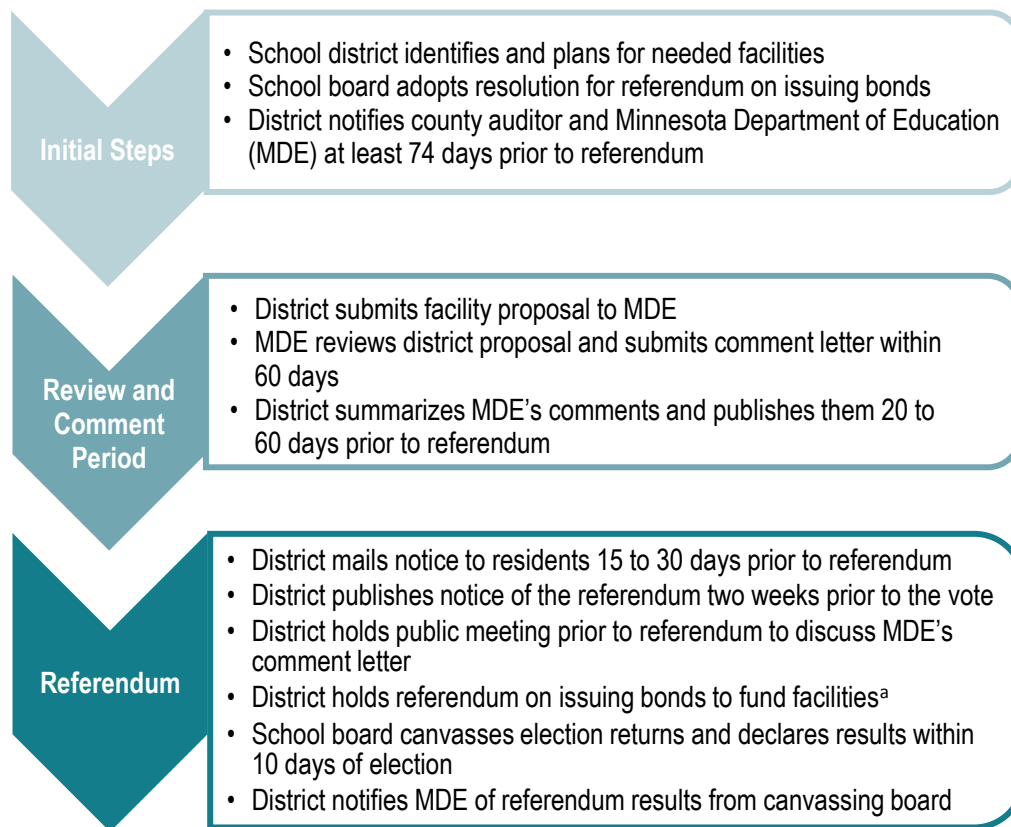 Initial Steps
• School district identifies and plans for needed facilities
• School board adopts resolution for referendum on issuing bonds
• District notifies county auditor and Minnesota Department of Education
(MDE) at least 74 days prior to referendum
Review and
Comment
Period
• District submits facility proposal to MDE
• MDE reviews district proposal and submits comment letter within
60 days
• District summarizes MDE's comments and publishes them 20 to
60 days prior to referendum
Referendum
• District mails notice to residents 15 to 30 days prior to referendum
• District publishes notice of the referendum two weeks prior to the vote
• District holds public meeting prior to referendum to discuss MDE's
comment letter
• District holds referendum on issuing bonds to fund facilitiesᵃ
• School board canvasses election returns and declares results within
10 days of election
• District notifies MDE of referendum results from canvassing board